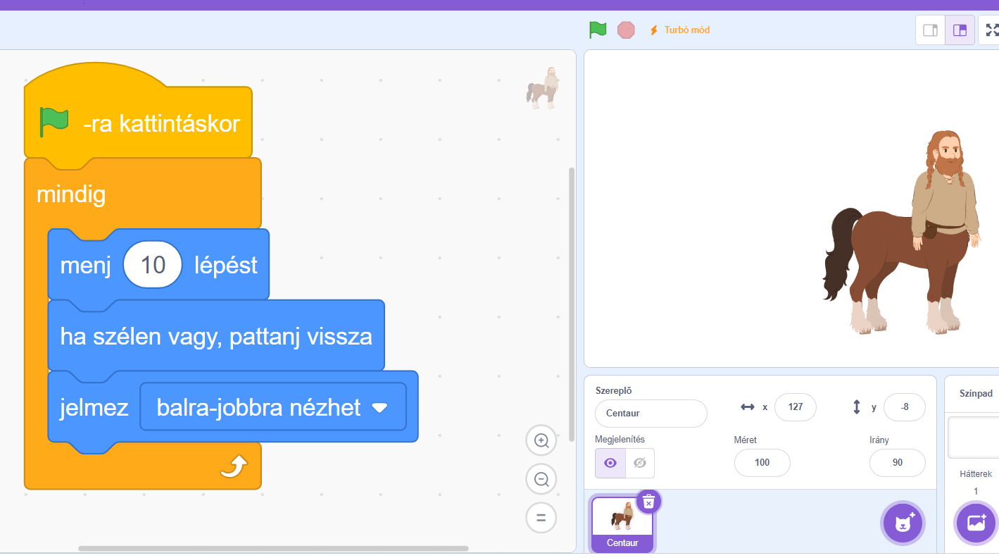 Turbó mód
-ra kattintáskor
mindig
menj 10 lépést
ha szélen vagy, pattanj vissza
jelmez balra-jobbra nézhet
Szereplő
Centaur
x 127
y -8
Megjelenítés
Méret
100
Irány
90
Centaur
Színpad
Hátterek
1